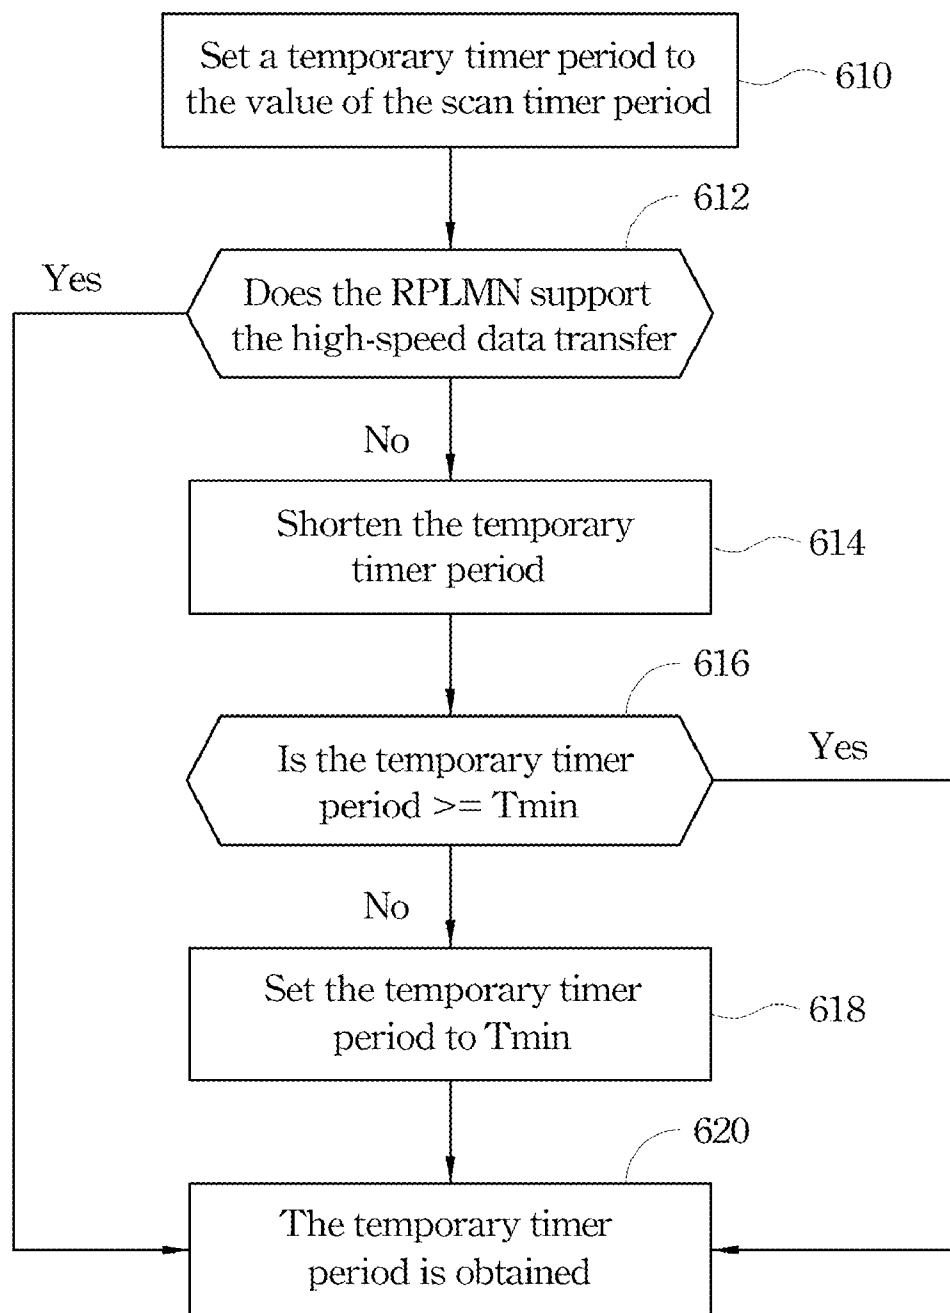 Set a temporary timer period to
the value of the scan timer period
610
612
Yes
Does the RPLMN support
the high-speed data transfer
No
Shorten the temporary
timer period
614
616
Is the temporary timer
period >= Tmin
Yes
No
Set the temporary timer
period to Tmin
618
620
The temporary timer
period is obtained